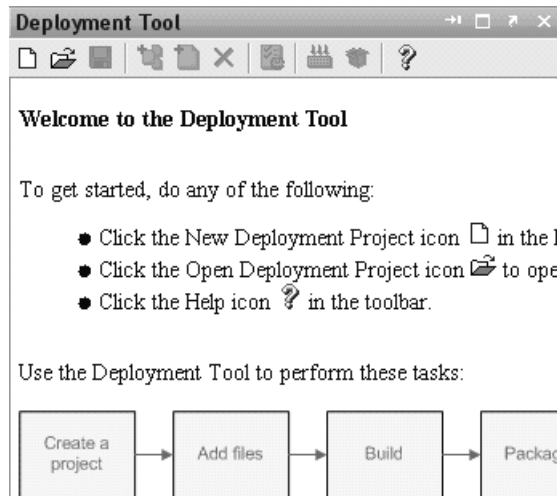 Deployment Tool
Welcome to the Deployment Tool
To get started, do any of the following:
● Click the New Deployment Project icon in the
● Click the Open Deployment Project icon to ope
● Click the Help icon in the toolbar.
Use the Deployment Tool to perform these tasks:
Create a
project
Add files
Build
Packag